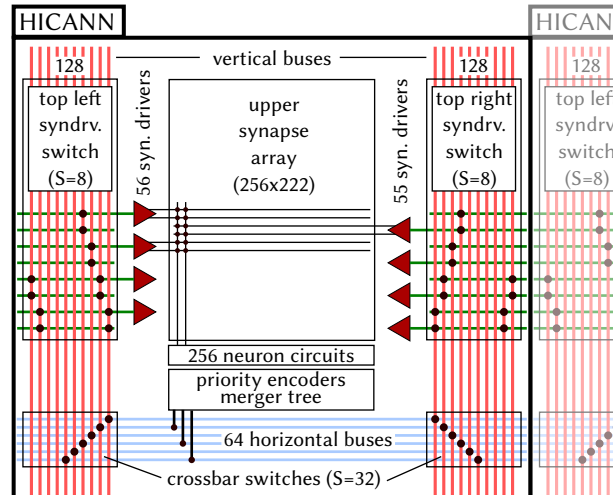 HICANN
HICANN
vertical buses
128
128
128
top left
syndrv.
switch
(S=8)
56 syn. drivers
upper
synapse
array
(256x222)
55 syn. drivers
top right
syndrv.
switch
(S=8)
top left
syndrv.
switch
(S=8)
256 neuron circuits
priority encoders
merger tree
64 horizontal buses
crossbar switches (S=32)